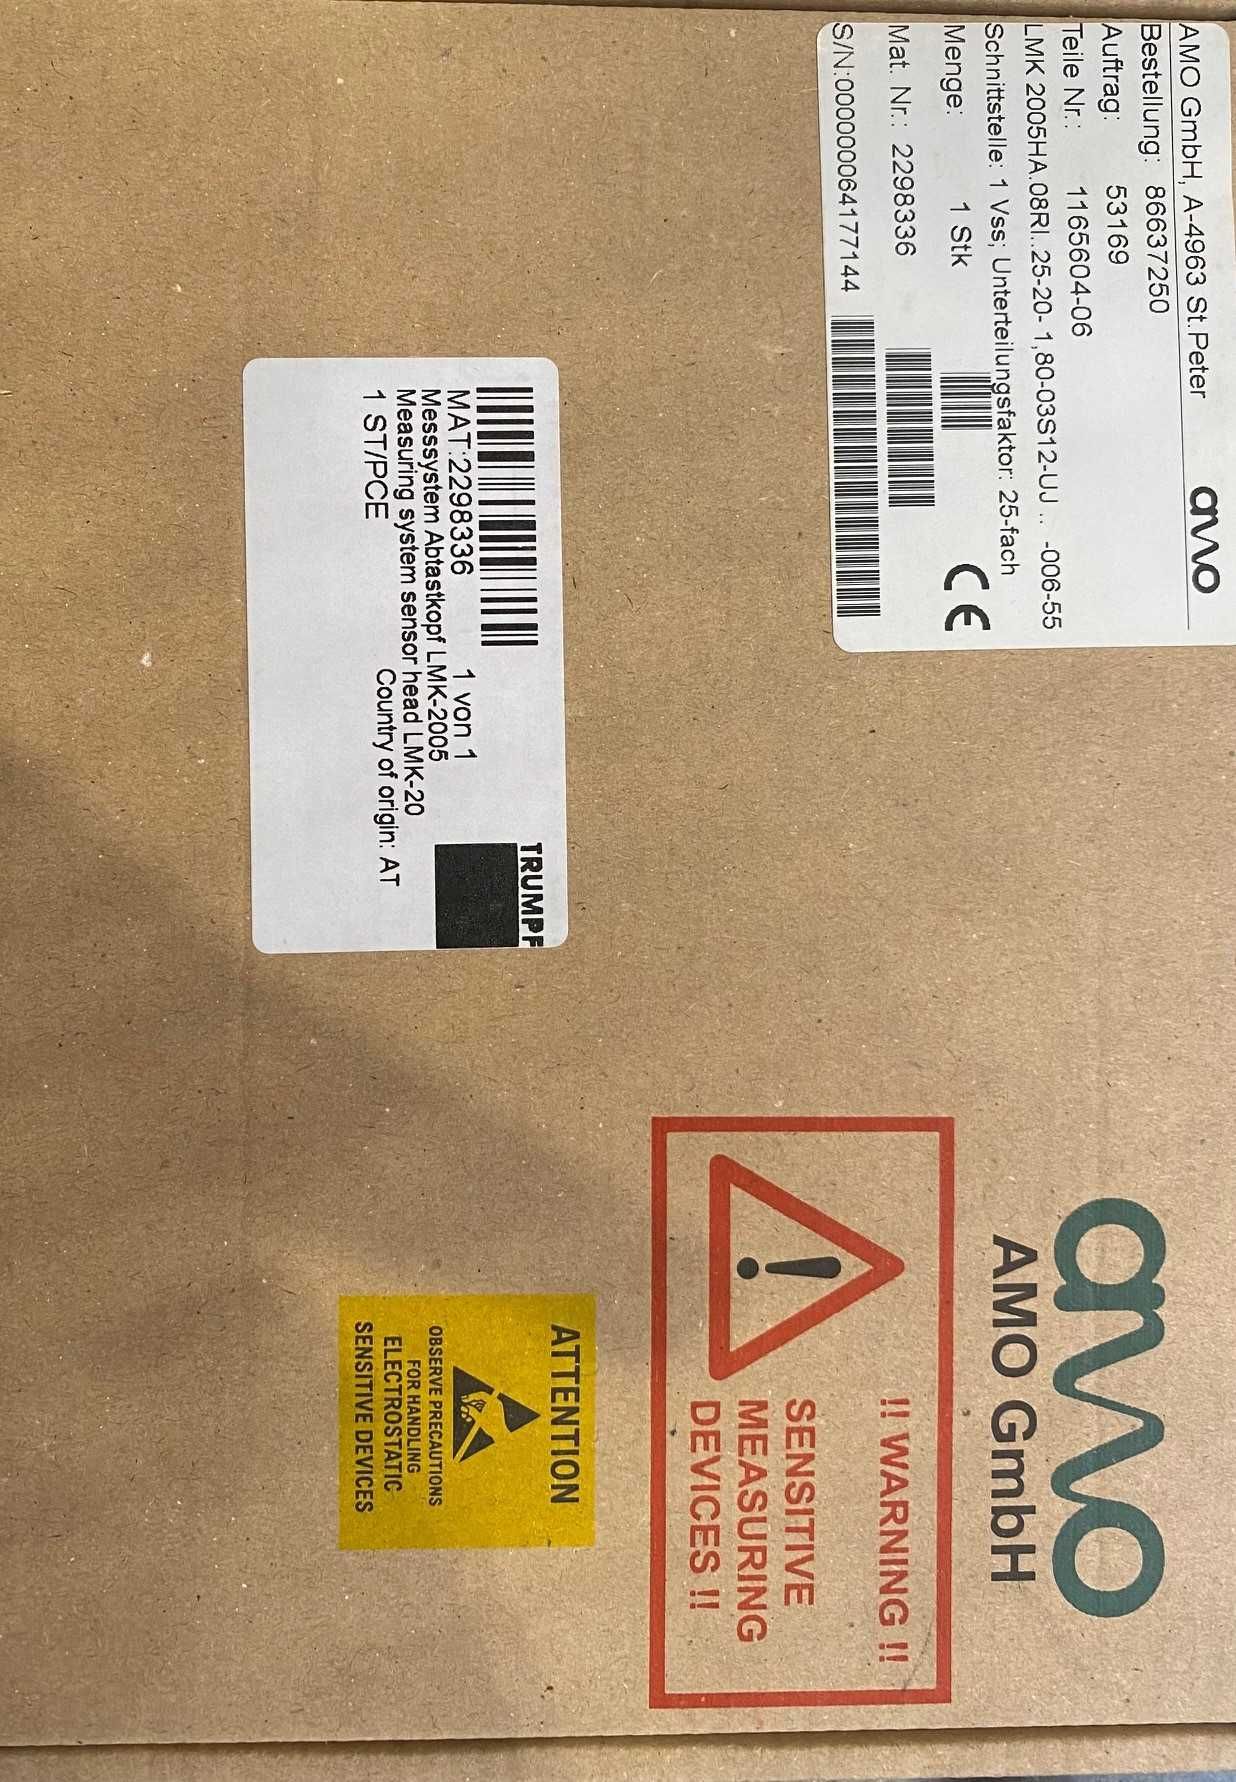 AMO GmbH, A-4963 St.Peter
amo
Bestellung: 86637250
Auftrag: 53169
Teile Nr.: 1165604-06
LMK 2005HA.08RI..25-20- 1,80-03S12-UJ .. -006-55
Schnittstelle: 1 Vss; Unterteilungsfaktor: 25-fach
Menge: 1 Stk
CE
Mat. Nr.: 2298336
S/N:00000064177144
TRUMPF
MAT:2298336 1 von 1
Messsystem Abtastkopf LMK-2005
Measuring system sensor head LMK-20
1 ST/PCE Country of origin: AT
amo
AMO GmbH
!! WARNING !!
SENSITIVE
MEASURING
DEVICES !!
ATTENTION
OBSERVE PRECAUTIONS
FOR HANDLING
ELECTROSTATIC
SENSITIVE DEVICES